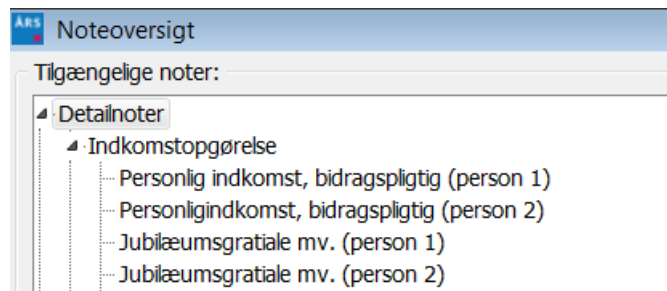 ÅRS
Noteoversigt
Tilgængelige noter:
Detailnoter
Indkomstopgørelse
Personlig indkomst, bidragspligtig (person 1)
Personligindkomst, bidragspligtig (person 2)
Jubilæumsgratiale mv. (person 1)
Jubilæumsgratiale mv. (person 2)